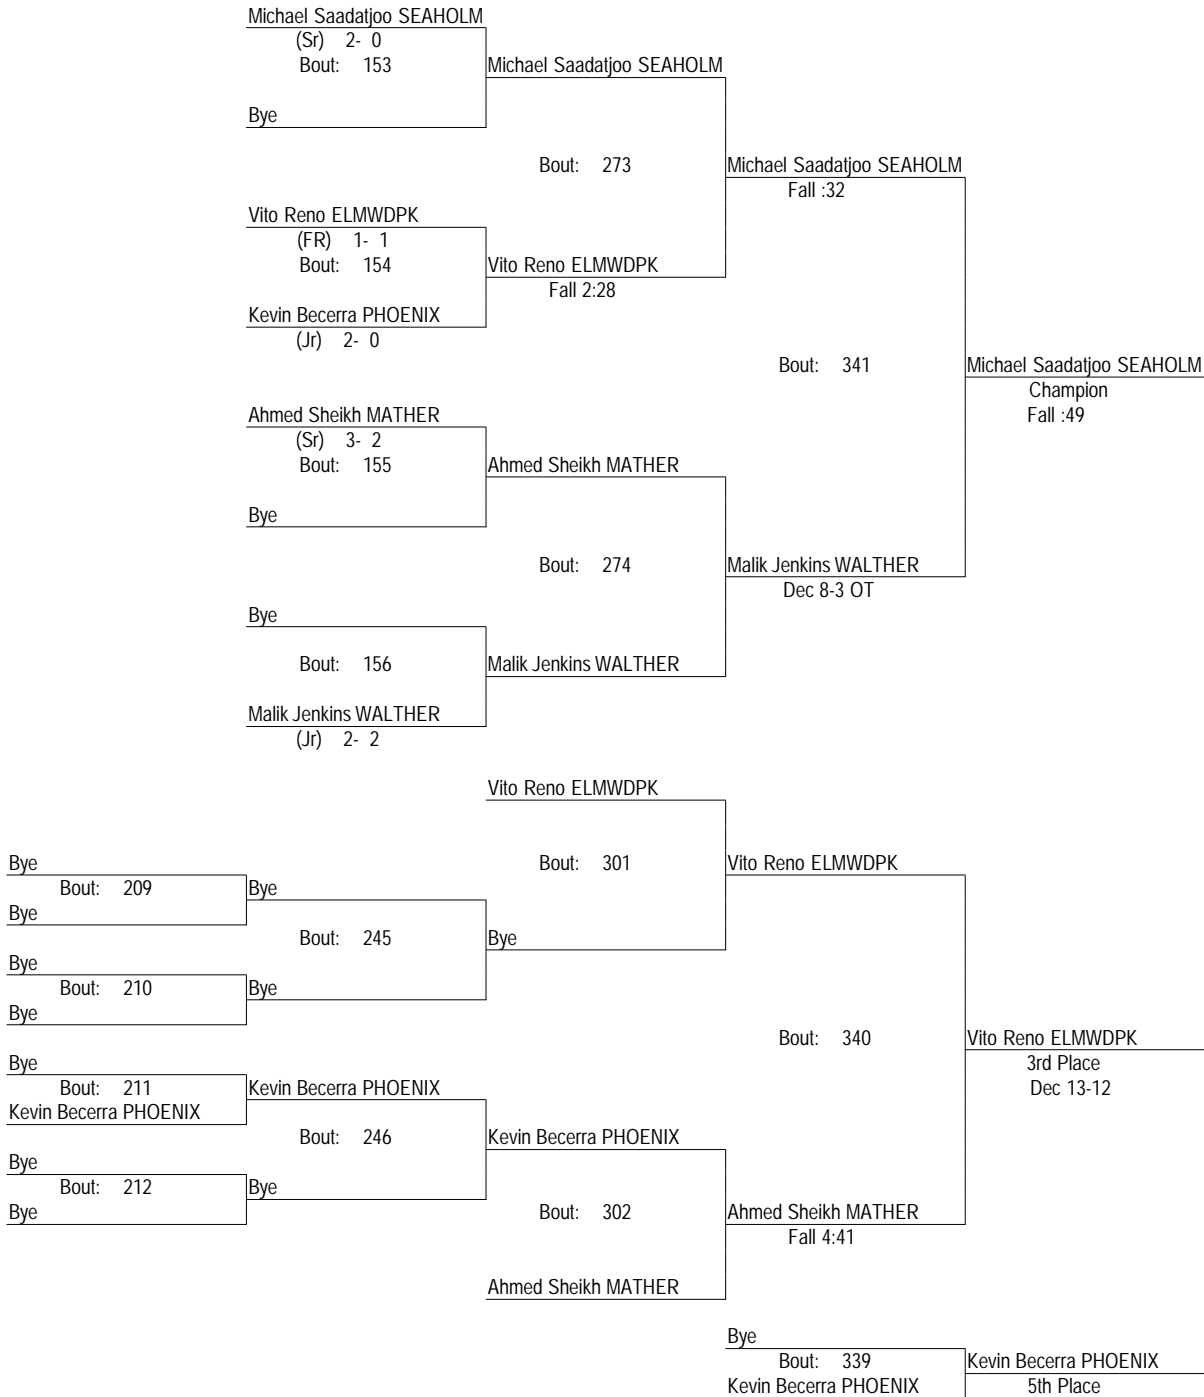 Michael Saadatjoo SEAHOLM
(Sr) 2- 0
Bout: 153
Michael Saadatjoo SEAHOLM
Bye
Bout: 273
Michael Saadatjoo SEAHOLM
Fall :32
Vito Reno ELMWDPK
(FR) 1- 1
Bout: 154
Vito Reno ELMWDPK
Fall 2:28
Kevin Becerra PHOENIX
(Jr) 2- 0
Bout: 341
Michael Saadatjoo SEAHOLM
Champion
Fall :49
Ahmed Sheikh MATHER
(Sr) 3- 2
Bout: 155
Ahmed Sheikh MATHER
Bye
Bout: 274
Malik Jenkins WALTHER
Dec 8-3 OT
Bye
Bout: 156
Malik Jenkins WALTHER
Malik Jenkins WALTHER
(Jr) 2- 2
Vito Reno ELMWDPK
Bout: 301
Vito Reno ELMWDPK
Bye
Bout: 209
Bye
Bye
Bout: 245
Bye
Bye
Bout: 210
Bye
Bye
Bout: 340
Vito Reno ELMWDPK
3rd Place
Dec 13-12
Bye
Bout: 211
Kevin Becerra PHOENIX
Kevin Becerra PHOENIX
Bout: 246
Kevin Becerra PHOENIX
Bye
Bout: 212
Bye
Bye
Bout: 302
Ahmed Sheikh MATHER
Fall 4:41
Ahmed Sheikh MATHER
Bye
Bout: 339
Kevin Becerra PHOENIX
Kevin Becerra PHOENIX
5th Place